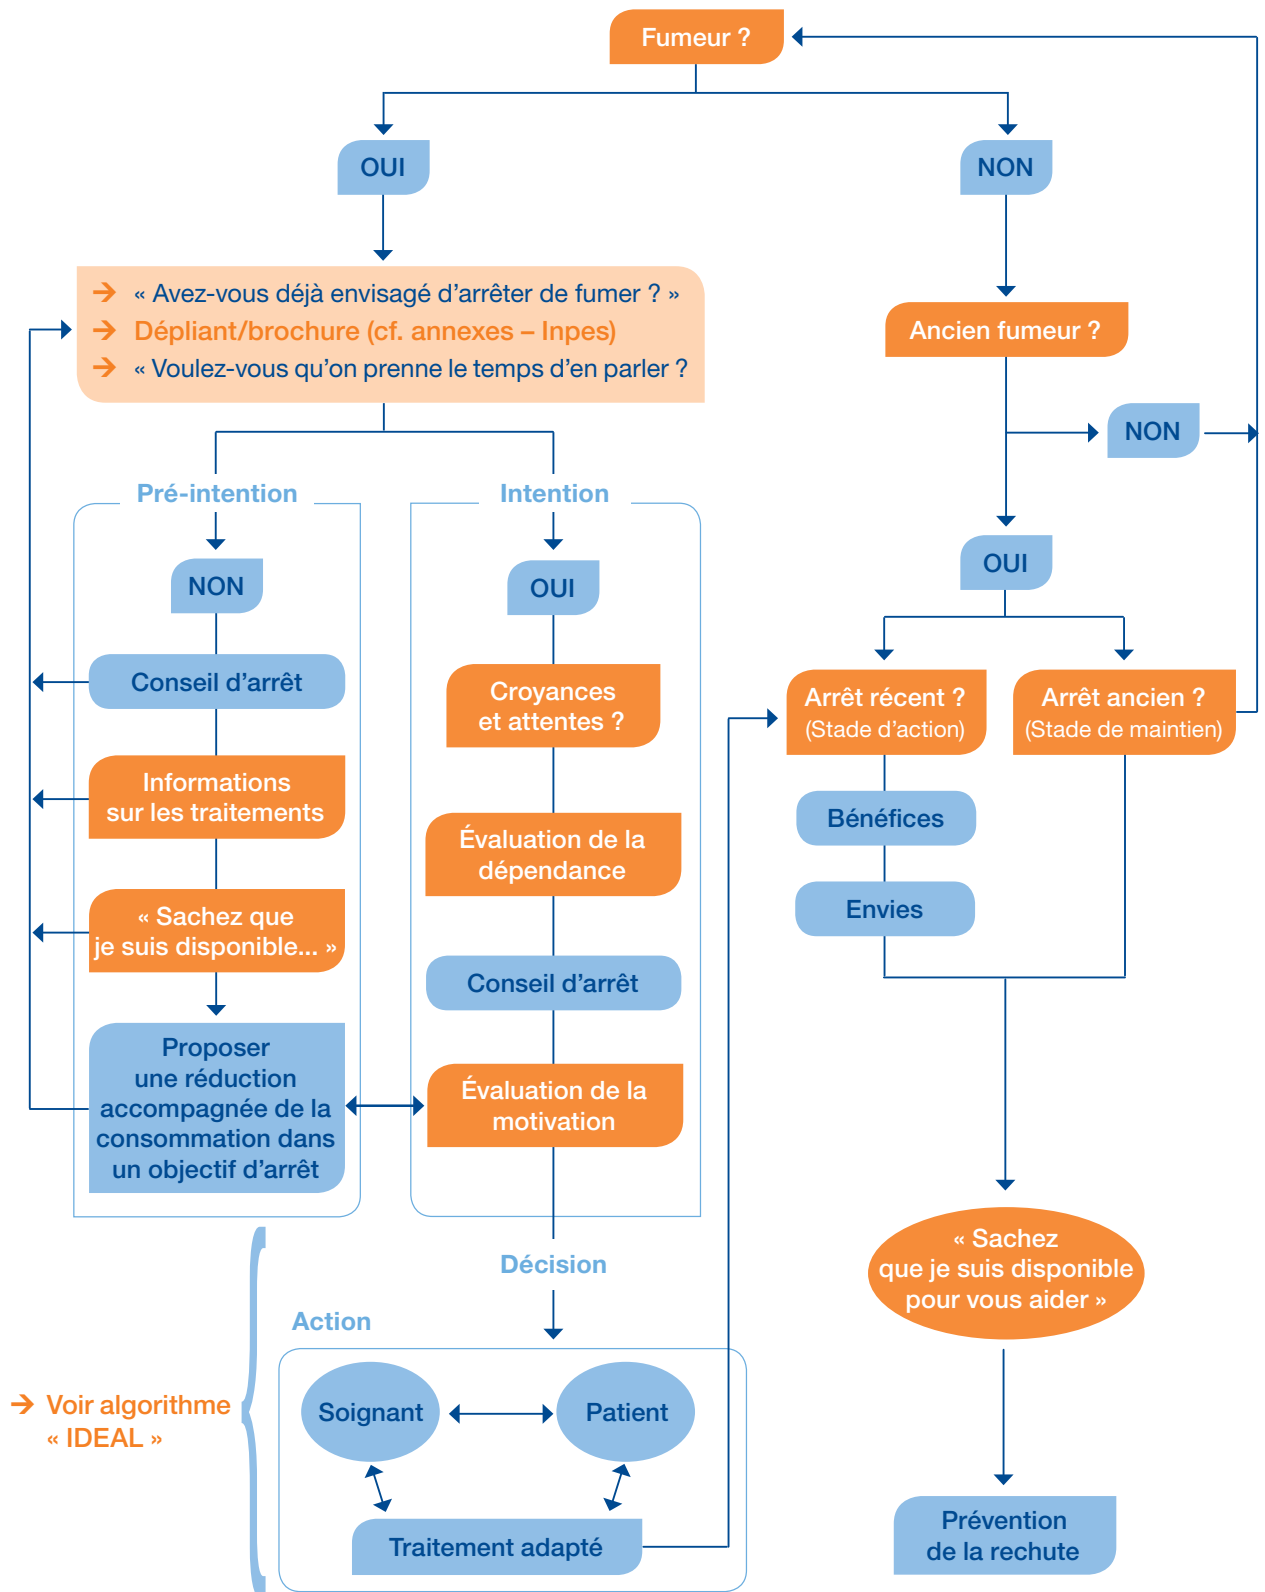 Fumeur ?
OUI
NON
→ « Avez-vous déjà envisagé d'arrêter de fumer ? »
→ Dépliant/brochure (cf. annexes – Inpes)
→ « Voulez-vous qu'on prenne le temps d'en parler ?
Ancien fumeur ?
NON
Pré-intention
Intention
NON
OUI
OUI
Conseil d'arrêt
Informations
sur les traitements
« Sachez que
je suis disponible... »
Proposer
une réduction
accompagnée de la
consommation dans
un objectif d'arrêt
Croyances
et attentes ?
Évaluation de la
dépendance
Conseil d'arrêt
Évaluation de la
motivation
Arrêt récent ?
(Stade d'action)
Arrêt ancien ?
(Stade de maintien)
Bénéfices
Envies
« Sachez
que je suis disponible
pour vous aider »
Prévention
de la rechute
Décision
Action
Soignant
Patient
Traitement adapté
→ Voir algorithme
« IDEAL »